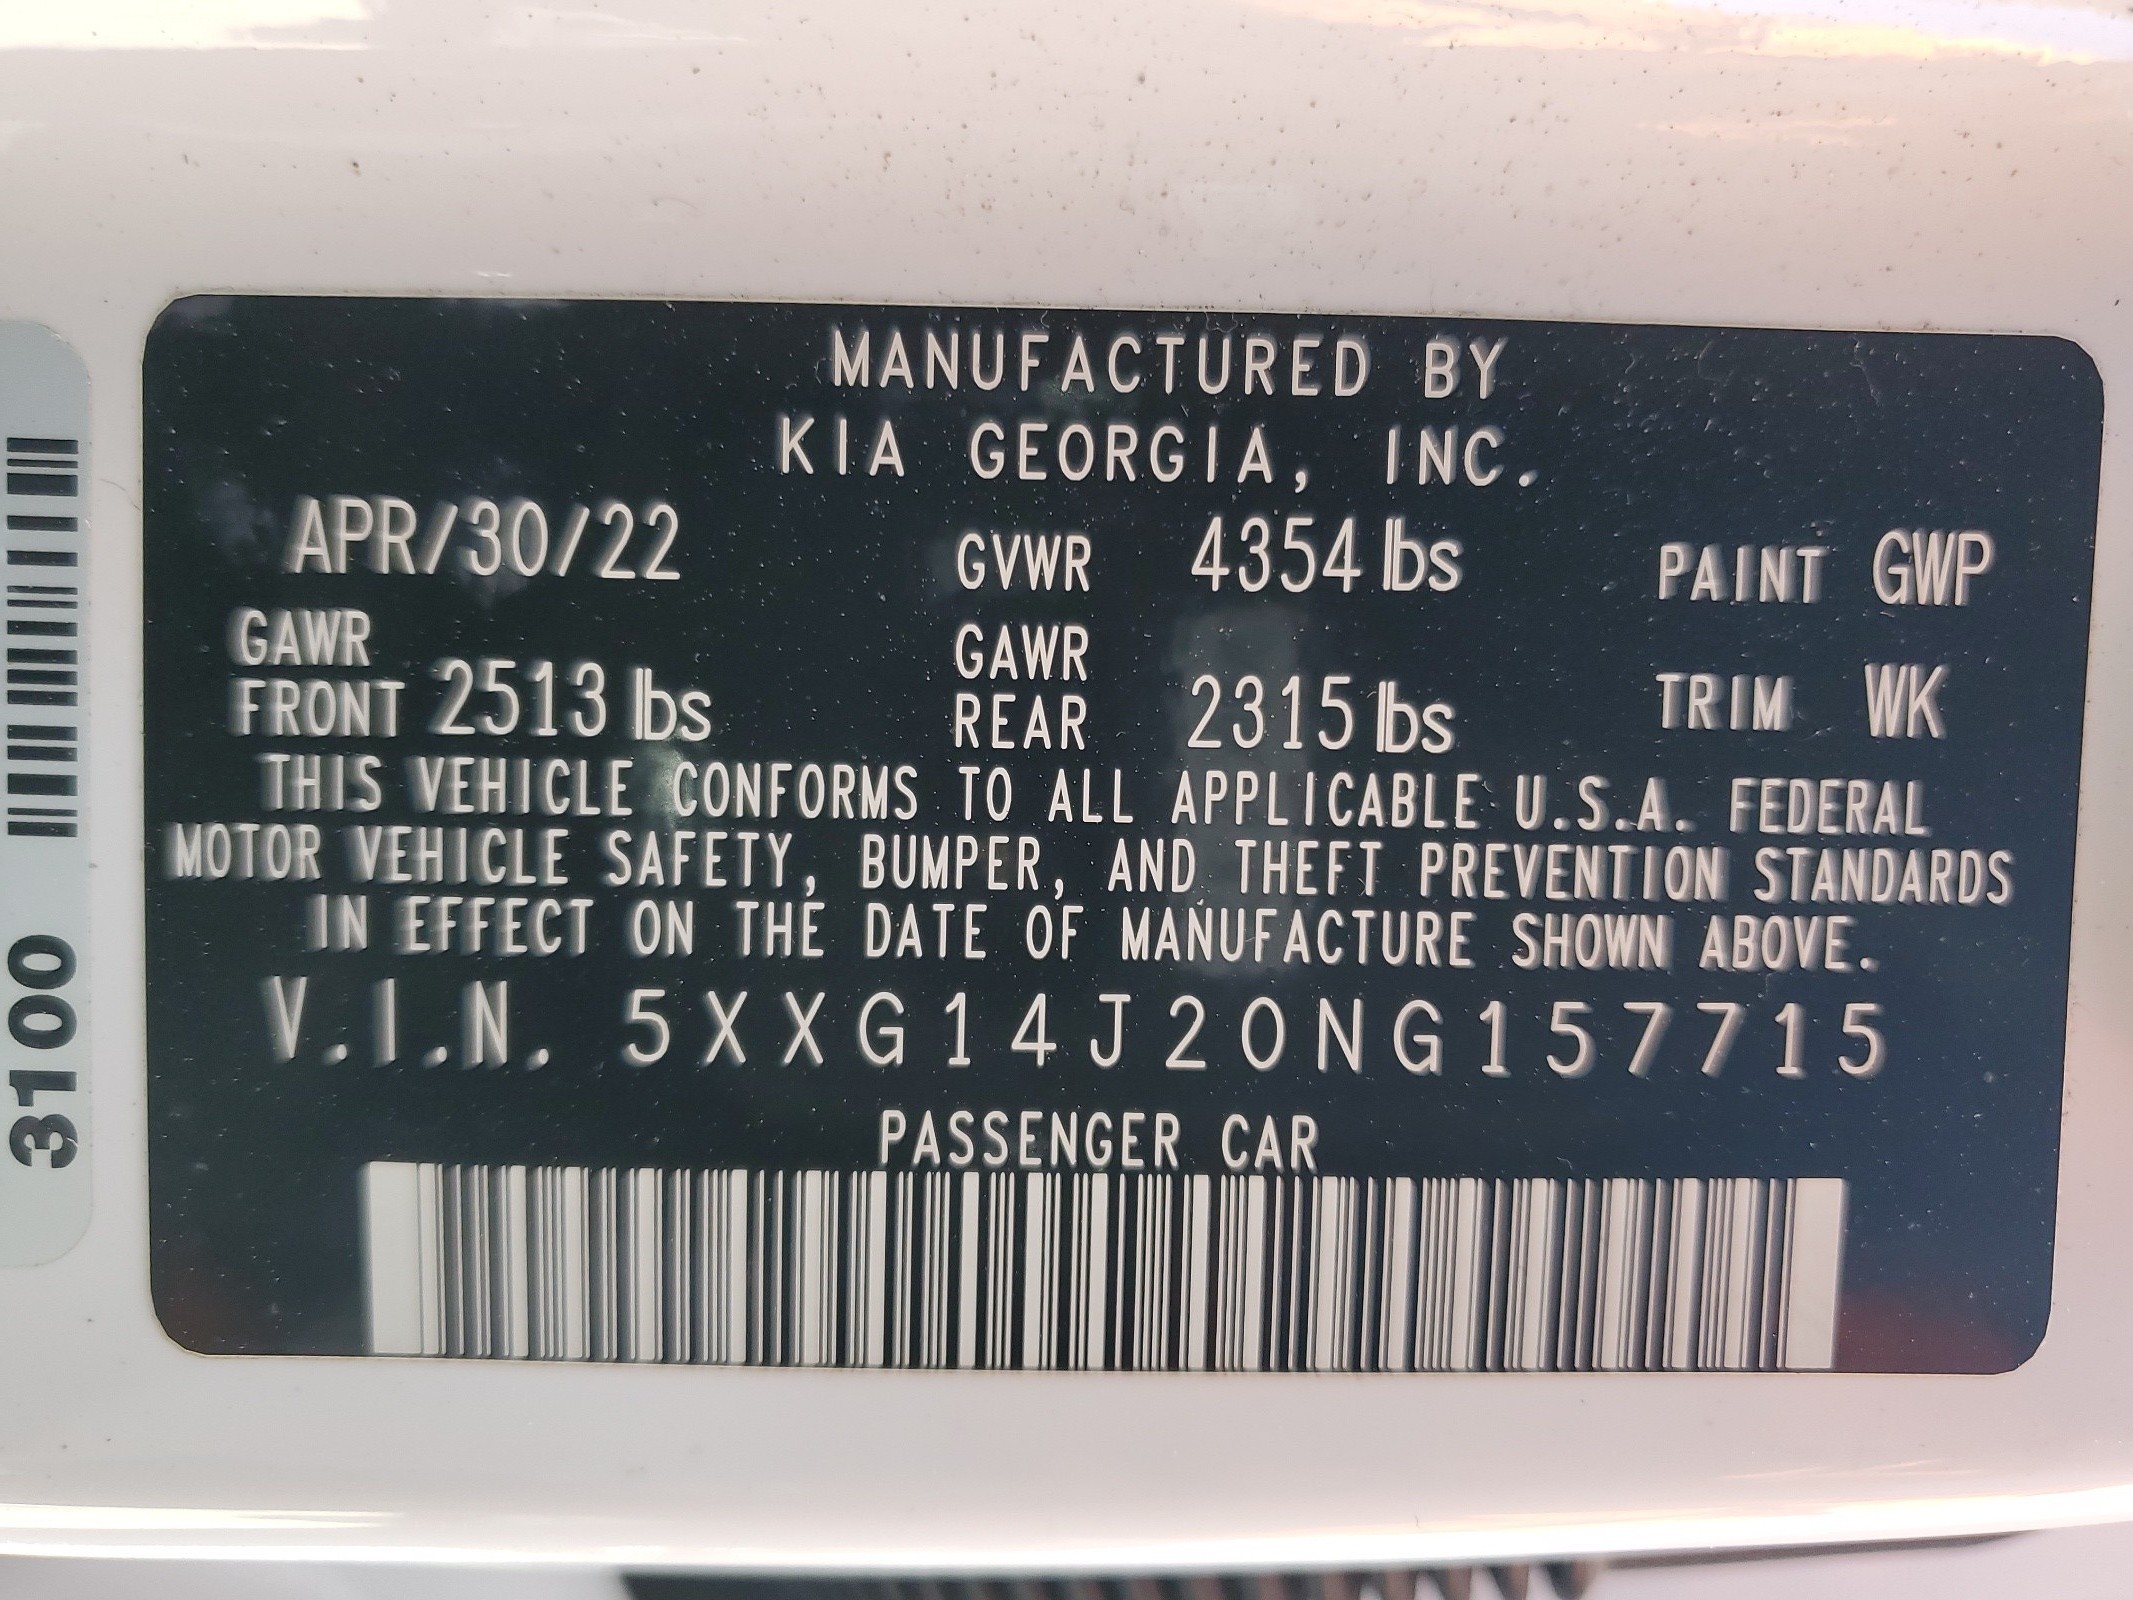 MANUFACTURED BY
KIA GEORGIA, INC.
APR/30/22 GVWR 4354 lbs PAINT GWP
GAWR FRONT 2513 lbs GAWR REAR 2315 lbs TRIM WK
THIS VEHICLE CONFORMS TO ALL APPLICABLE U.S.A. FEDERAL
MOTOR VEHICLE SAFETY, BUMPER, AND THEFT PREVENTION STANDARDS
IN EFFECT ON THE DATE OF MANUFACTURE SHOWN ABOVE.
V.I.N. 5XXG14J20NG157715
PASSENGER CAR
3100